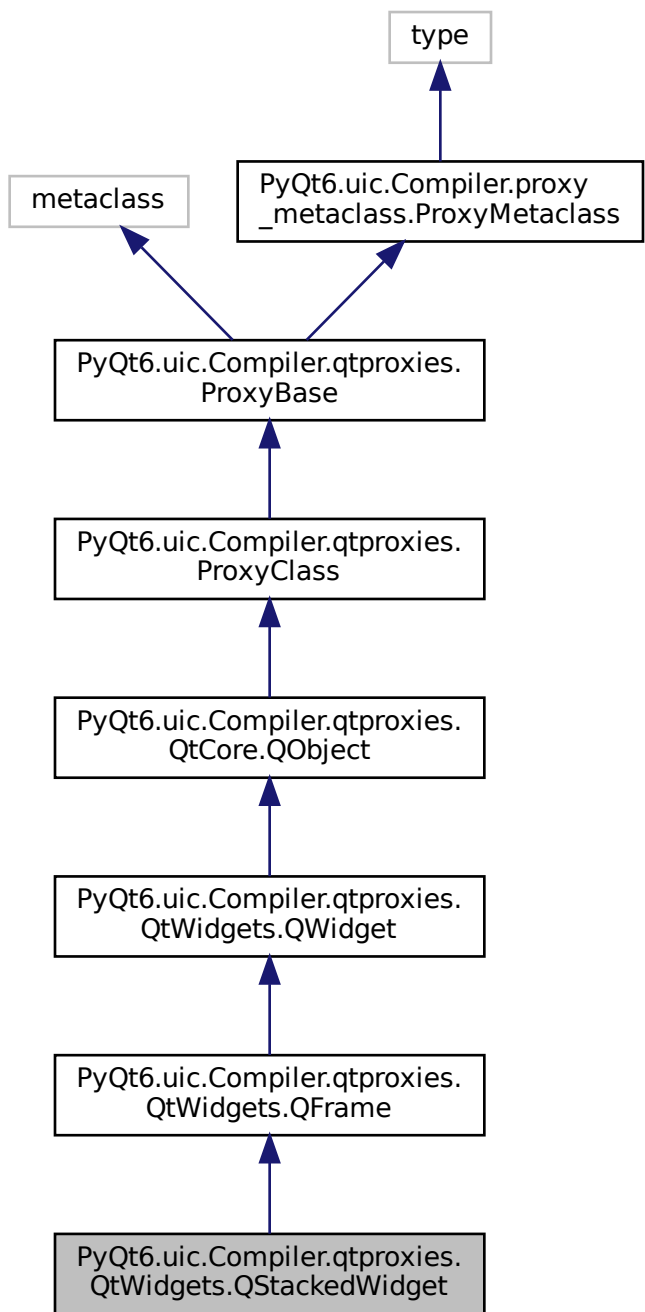 type
metaclass
PyQt6.uic.Compiler.proxy
_metaclass.ProxyMetaclass
PyQt6.uic.Compiler.qtproxies.
ProxyBase
PyQt6.uic.Compiler.qtproxies.
ProxyClass
PyQt6.uic.Compiler.qtproxies.
QtCore.QObject
PyQt6.uic.Compiler.qtproxies.
QtWidgets.QWidget
PyQt6.uic.Compiler.qtproxies.
QtWidgets.QFrame
PyQt6.uic.Compiler.qtproxies.
QtWidgets.QStackedWidget